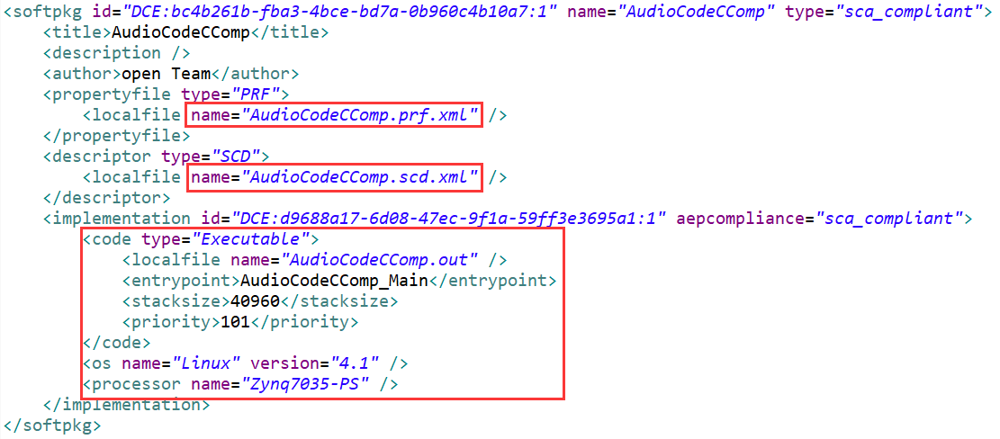 <softpkg id="DCE:bc4b261b-fba3-4bce-bd7a-0b960c4b10a7:1" name="AudioCodeCComp" type="sca_compliant">
<title>AudioCodeCComp</title>
<description />
<author>open Team</author>
<propertyfile type="PRF">
<localfile name="AudioCodeCComp.prf.xml" />
</propertyfile>
<descriptor type="SCD">
<localfile name="AudioCodeCComp.scd.xml" />
</descriptor>
<implementation id="DCE:d9688a17-6d08-47ec-9f1a-59ff3e3695a1:1" aepcompliance="sca_compliant">
<code type="Executable">
<localfile name="AudioCodeCComp.out" />
<entrypoint>AudioCodeCComp_Main</entrypoint>
<stacksize>40960</stacksize>
<priority>101</priority>
</code>
<os name="Linux" version="4.1" />
<processor name="Zynq7035-PS" />
</implementation>
</softpkg>